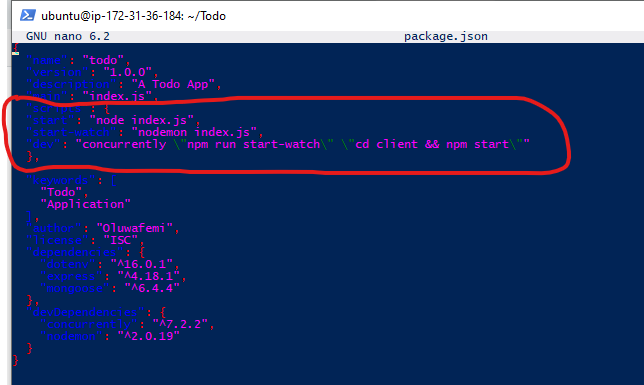 ubuntu@ip-172-31-36-184: ~/Todo
GNU nano 6.2 package.json
{
"name": "todo",
"version": "1.0.0",
"description": "A Todo App",
"main": "index.js",
"scripts": {
"start": "node index.js",
"start-watch": "nodemon index.js",
"dev": "concurrently \"npm run start-watch\" \"cd client && npm start\""
},
"keywords": [
"Todo",
"Application"
,
"author": "Oluwafemi",
"license": "ISC",
"dependencies": {
"dotenv": "^16.0.1",
"express": "^4.18.1",
"mongoose": "^6.4.4"
},
"devDependencies": {
"concurrently": "^7.2.2",
"nodemon": "^2.0.19"
}
}